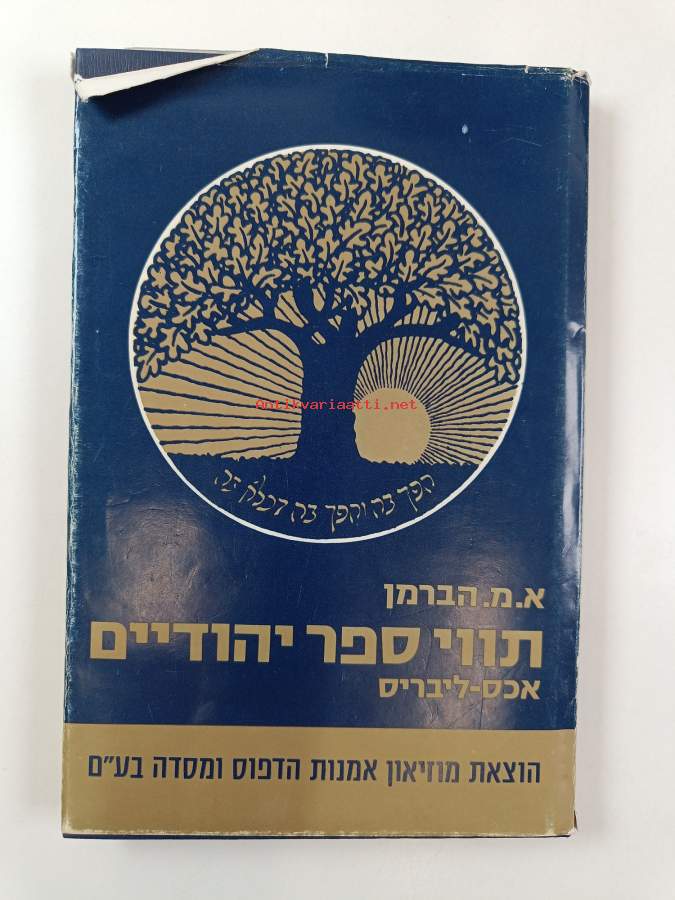 Antikvariaatti.net
הפך בה והפך בה דכלא בה
א.מ. הברמן
תווי ספר יהודיים
אכס-ליבריס
הוצאת מוזיאון אמנות הדפוס ומסדה בע"ם